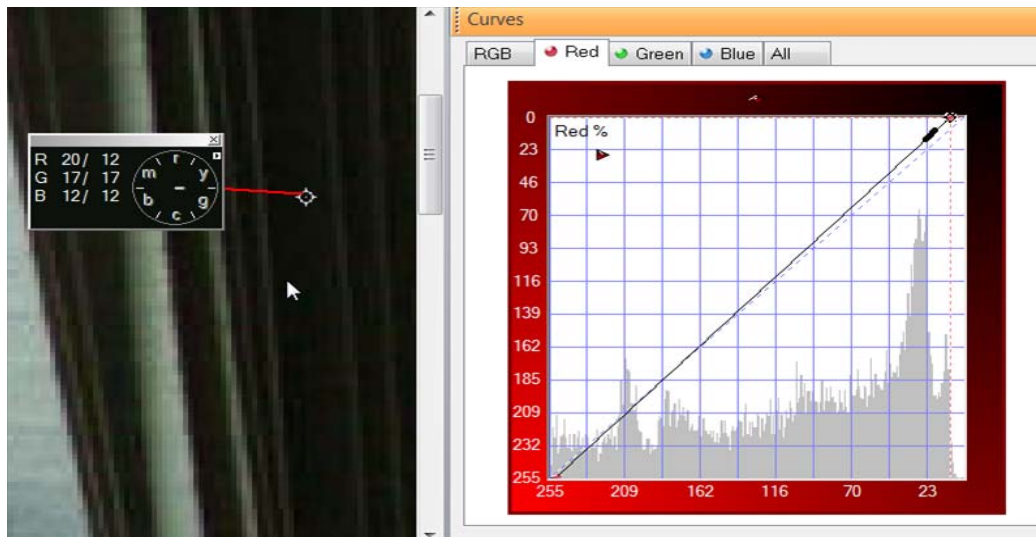 Curves
RGB Red Green Blue All
R 20/ 12
G 17/ 17
B 12/ 12
r
m y
b g
c
Red %
0
23
46
70
93
116
139
162
185
209
232
255
255 209 162 116 70 23